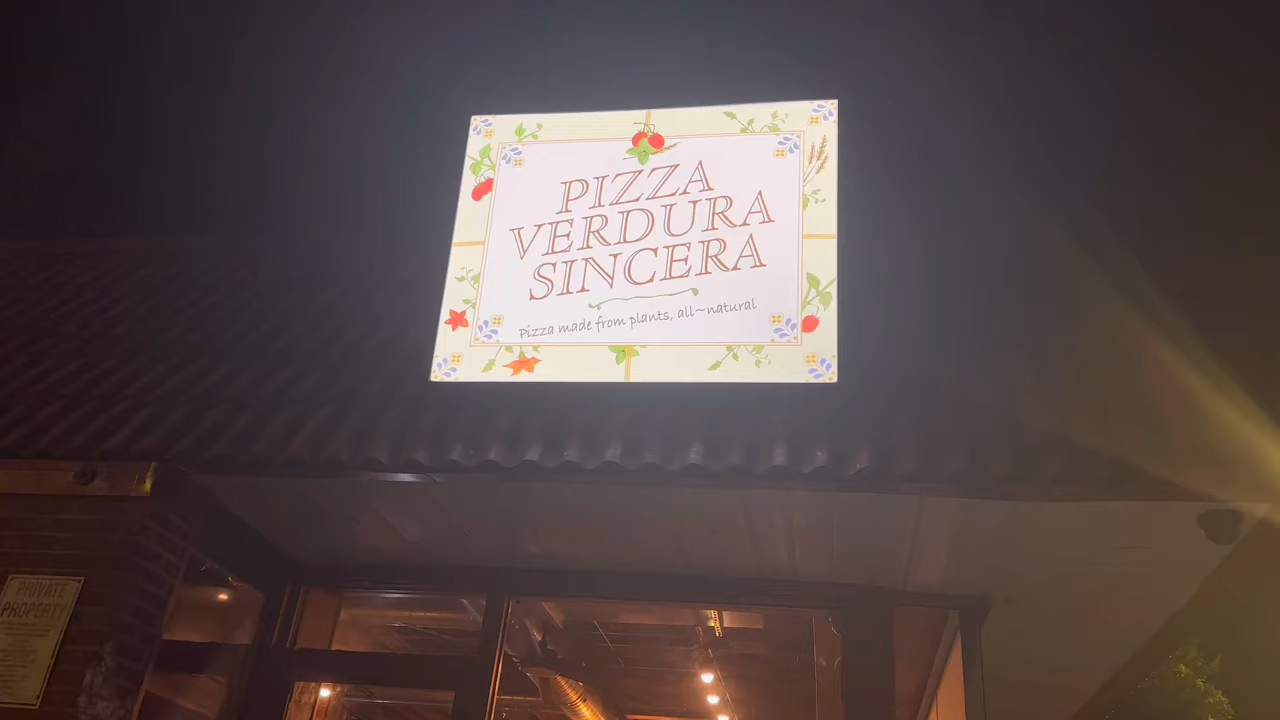 PIZZA
VERDURA
SINCERA
Pizza made from plants, all~natural
PRIVATE
PROPERTY